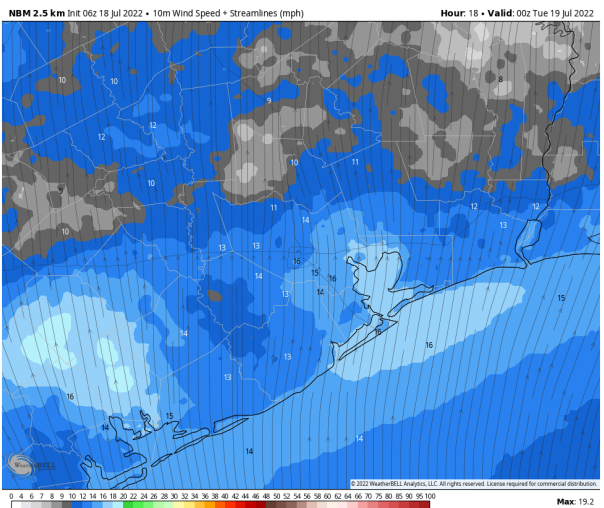 NBM 2.5 km Init 06z 18 Jul 2022 • 10m Wind Speed + Streamlines (mph) Hour: 18 • Valid: 00z Tue 19 Jul 2022
8
10 10
9
12 12
10 11
10
9
11 14 12 12
10 13
13 13
16
14 15 16
13 14 15
14 16
13 16
13
16
15
14
14
14
WeatherBELL
© 2022 WeatherBELL Analytics, LLC. All rights reserved. License required for commercial distribution.
0 4 6 7 8 9 10 12 14 16 18 20 22 24 26 28 30 32 34 36 38 40 42 44 46 48 50 52 54 56 58 60 65 70 75 80 85 90 95 100
Max: 19.2